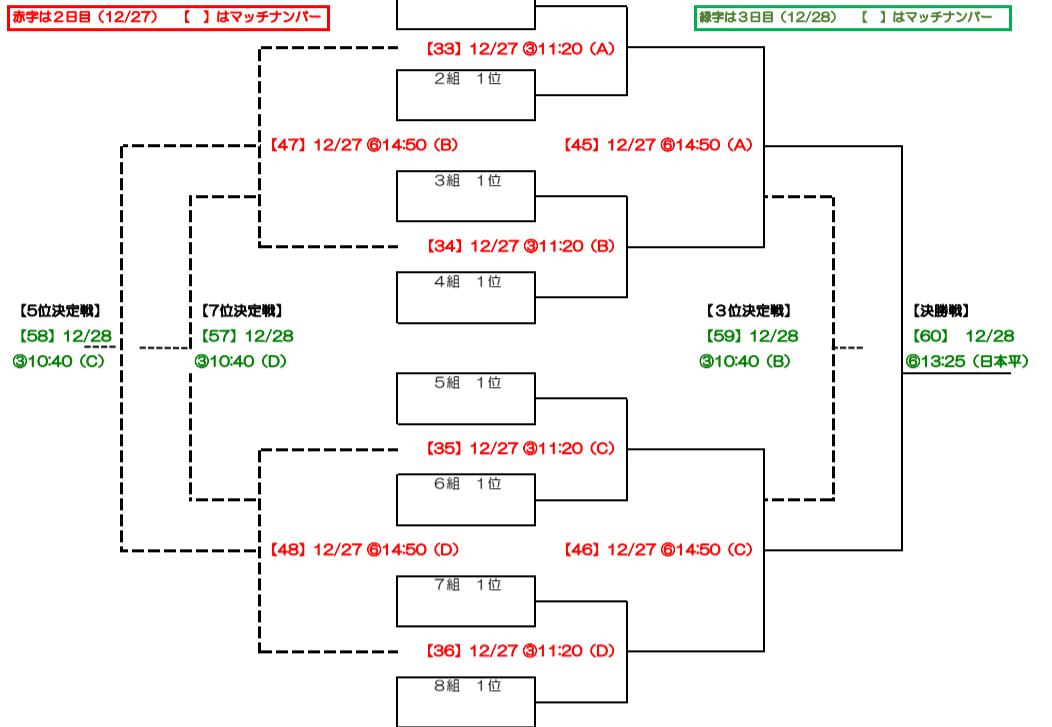 赤字は2日目（12/27）　【　】はマッチナンバー
緑字は3日目（12/28）　【　】はマッチナンバー
【33】12/27 ③11:20（A）
2組　1位
【47】12/27 ⑥14:50（B）
【45】12/27 ⑥14:50（A）
3組　1位
【34】12/27 ③11:20（B）
4組　1位
【5位決定戦】
【58】12/28
③10:40（C）
【7位決定戦】
【57】12/28
③10:40（D）
【3位決定戦】
【59】12/28
③10:40（B）
【決勝戦】
【60】　12/28
⑥13:25（日本平）
5組　1位
【35】12/27 ③11:20（C）
6組　1位
【48】12/27 ⑥14:50（D）
【46】12/27 ⑥14:50（C）
7組　1位
【36】12/27 ③11:20（D）
8組　1位